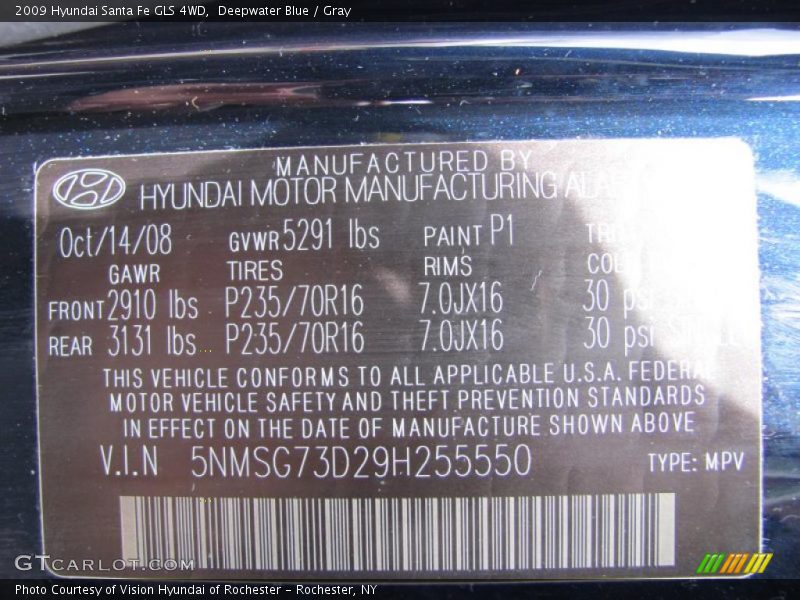 2009 Hyundai Santa Fe GLS 4WD, Deepwater Blue / Gray
MANUFACTURED BY
HYUNDAI MOTOR MANUFACTURING
Oct/14/08 GVWR 5291 lbs PAINT P1
GAWR TIRES RIMS
FRONT 2910 lbs P235/70R16 7.0JX16 30 psi
REAR 3131 lbs P235/70R16 7.0JX16 30 psi SINGLE
THIS VEHICLE CONFORMS TO ALL APPLICABLE U.S.A. FEDERAL
MOTOR VEHICLE SAFETY AND THEFT PREVENTION STANDARDS
IN EFFECT ON THE DATE OF MANUFACTURE SHOWN ABOVE
V.I.N 5NMSG73D29H255550 TYPE: MPV
GTCARLOT.COM
Photo Courtesy of Vision Hyundai of Rochester – Rochester, NY